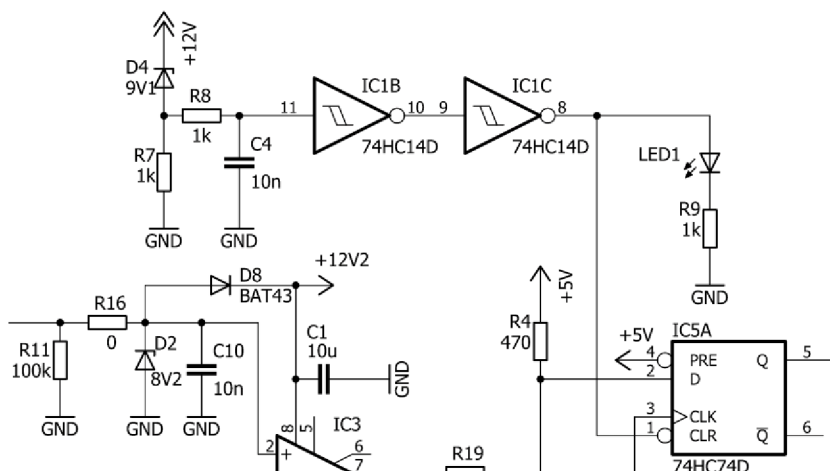 +12V
D4
9V1
R8
1k
11
IC1B
10
9
IC1C
8
74HC14D
74HC14D
R7
1k
C4
10n
GND
GND
LED1
R9
1k
GND
+12V2
D8
BAT43
R16
0
R11
100k
D2
8V2
C10
10n
GND
GND
GND
C1
10u
GND
8
5
IC3
2
+
6
7
+5V
R4
470
R19
+5V
IC5A
4
PRE
Q
5
2
D
3
CLK
1
CLR
Q
6
74HC74D